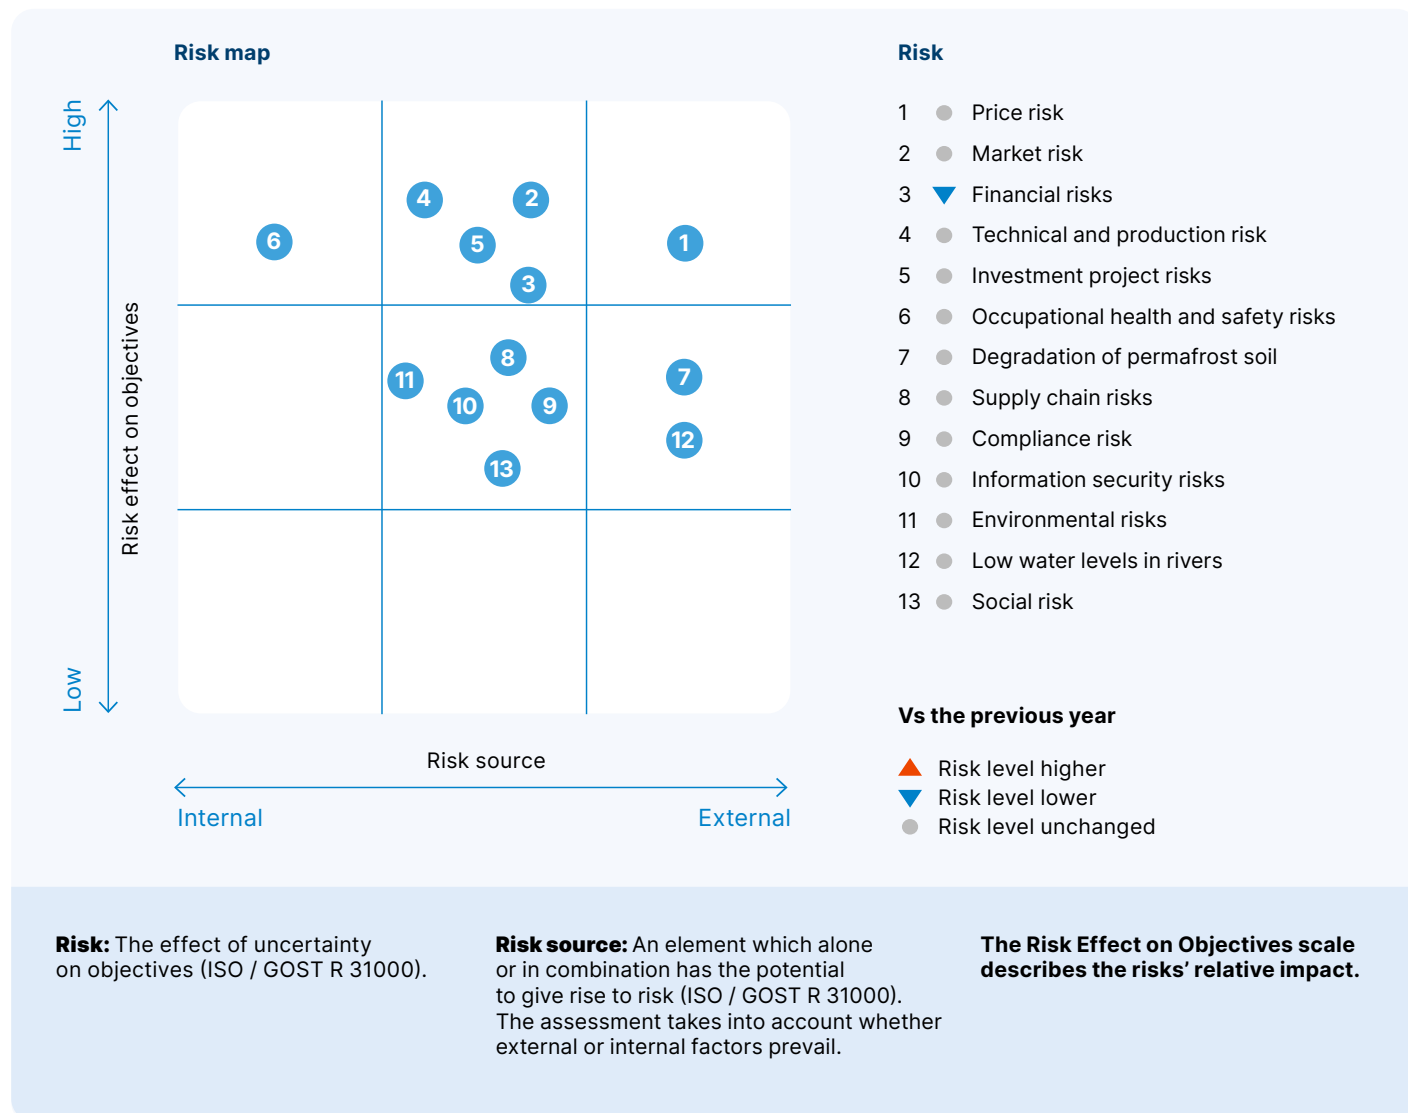 Risk map
High
Risk effect on objectives
Low
4
2
6
5
1
3
8
11
7
10
9
12
13
Risk source
Internal
External
Risk
1 Price risk
2 Market risk
3 Financial risks
4 Technical and production risk
5 Investment project risks
6 Occupational health and safety risks
7 Degradation of permafrost soil
8 Supply chain risks
9 Compliance risk
10 Information security risks
11 Environmental risks
12 Low water levels in rivers
13 Social risk
Vs the previous year
Risk level higher
Risk level lower
Risk level unchanged
Risk: The effect of uncertainty
on objectives (ISO / GOST R 31000).
Risk source: An element which alone
or in combination has the potential
to give rise to risk (ISO / GOST R 31000).
The assessment takes into account whether
external or internal factors prevail.
The Risk Effect on Objectives scale
describes the risks’ relative impact.